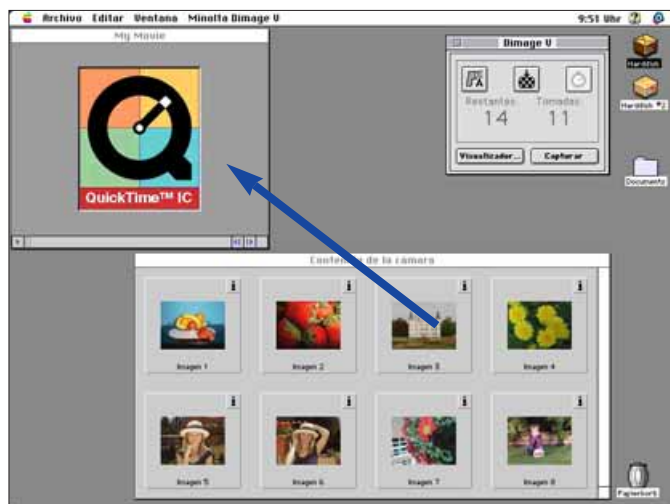 Archivo Editar Ventana Minolta Dimage V
9:51 Uhr
My Movie
QuickTime™ IC
Dimage V
Restantes Tomadas
14 11
Visualizador... Capturar
Harddisk
Harddisk #2
Documents
Contenido de la cámara
i i i i
Imagen 1 Imagen 2 Imagen 3 Imagen 4
i i i i
Imagen 5 Imagen 6 Imagen 7 Imagen 8
Papierkorb